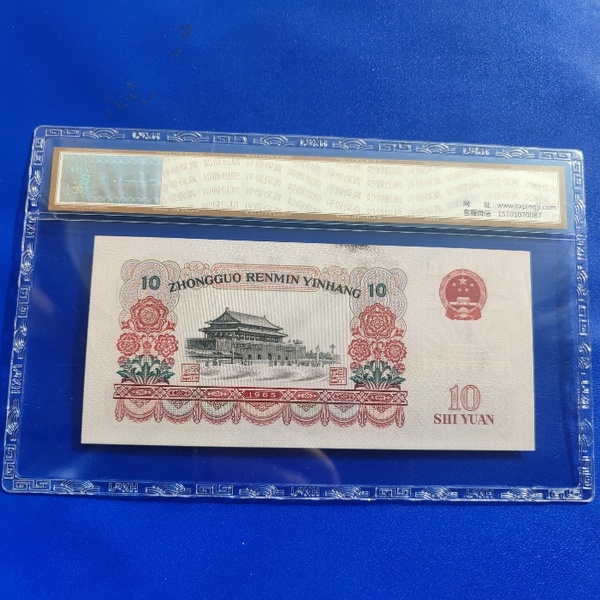 网 址 www.hxpingji.com
客服微信: 15101070087
10
ZHONGGUO RENMIN YINHANG
10
1965
10
SHI YUAN